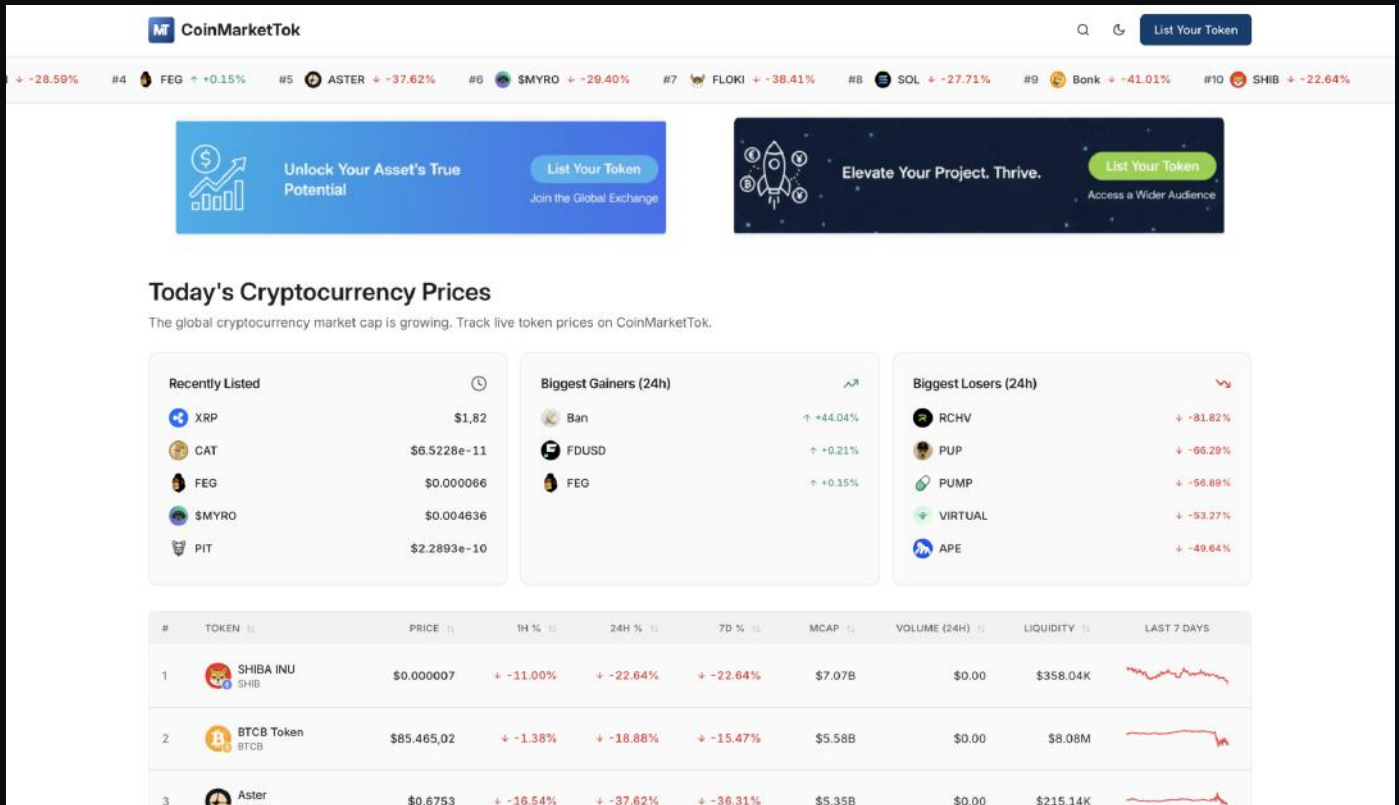 MT CoinMarketTok
List Your Token
-28.59% #4 FEG ↑ +0.15% #5 ASTER ↓ -37.62% #6 $MYRO ↓ -29.40% #7 FLOKI ↓ -38.41% #8 SOL ↓ -27.71% #9 Bonk ↓ -41.01% #10 SHIB ↓ -22.64%
Unlock Your Asset's True
Potential
List Your Token
Join the Global Exchange
Elevate Your Project. Thrive.
List Your Token
Access a Wider Audience
Today's Cryptocurrency Prices
The global cryptocurrency market cap is growing. Track live token prices on CoinMarketTok.
Recently Listed
XRP $1,82
CAT $6.5228e-11
FEG $0.000066
$MYRO $0.004636
PIT $2.2893e-10
Biggest Gainers (24h)
Ban ↑ +44.04%
FDUSD ↑ +0.21%
FEG ↑ +0.15%
Biggest Losers (24h)
RCHV ↓ -81.82%
PUP ↓ -66.29%
PUMP ↓ -56.89%
VIRTUAL ↓ -53.27%
APE ↓ -49.64%
# TOKEN PRICE 1H % 24H % 7D % MCAP VOLUME (24H) LIQUIDITY LAST 7 DAYS
1 SHIBA INU $0.000007 ↓ -11.00% ↓ -22.64% ↓ -22.64% $7.07B $0.00 $358.04K
SHIB
2 BTCB Token $85.465,02 ↓ -1.38% ↓ -18.88% ↓ -15.47% $5.58B $0.00 $8.08M
BTCB
3 Aster $0.6753 ↓ -16.54% ↓ -37.62% ↓ -36.31% $5.35B $0.00 $215.14K